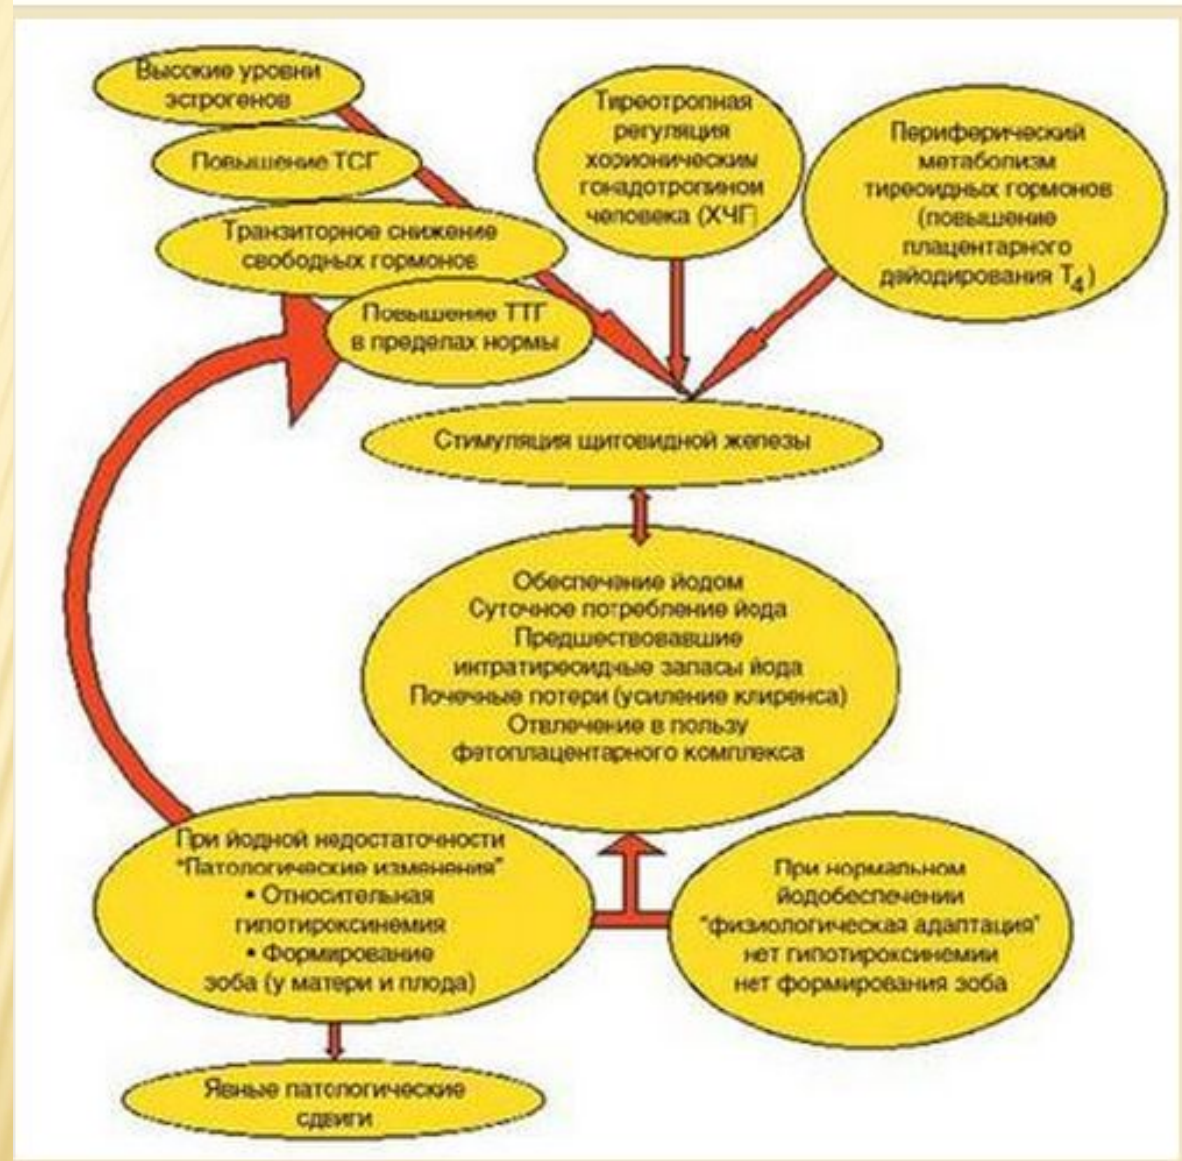 Высокие уровни
эстрогенов
Повышение ТСГ
Транзиторное снижение
свободных гормонов
Повышение ТТГ
в пределах нормы
Тиреотропная
регуляция
хорионическим
гонадотропином
человека (ХЧГ)
Периферический
метаболизм
тиреоидных гормонов
(повышение
плацентарного
дейодирования Т4)
Стимуляция щитовидной железы
Обеспечение йодом
Суточное потребление йода
Предшествовавшие
интратиреоидные запасы йода
Почечные потери (усиление клиренса)
Отвлечение в пользу
фетоплацентарного комплекса
При йодной недостаточности
"Патологические изменения"
• Относительная
гипотироксинемия
• Формирование
зоба (у матери и плода)
При нормальном
йодобеспечении
"физиологическая адаптация"
нет гипотироксинемии
нет формирования зоба
Явные патологические
сдвиги